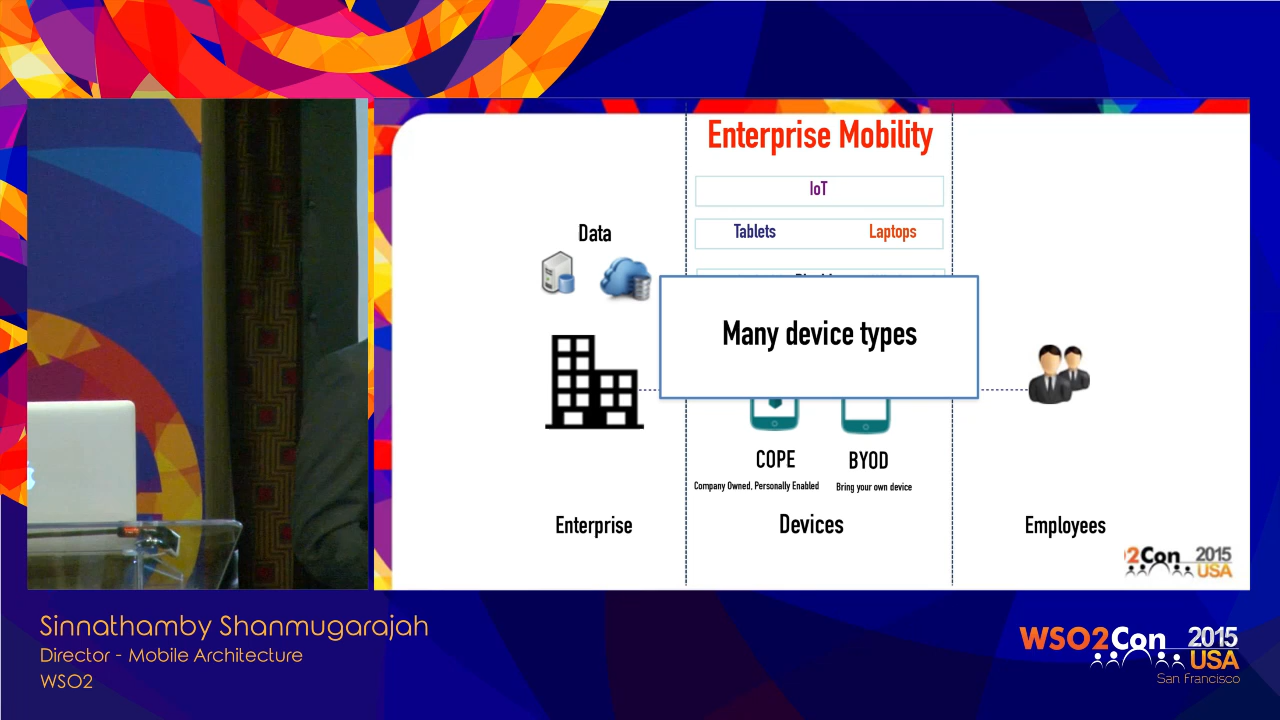 Enterprise Mobility
IoT
Tablets Laptops
Data
Many device types
COPE BYOD
Company Owned, Personally Enabled Bring your own device
Enterprise Devices Employees
2Con 2015
USA
Sinnathamby Shanmugarajah
Director - Mobile Architecture
WSO2
WSO2Con 2015
USA
San Francisco